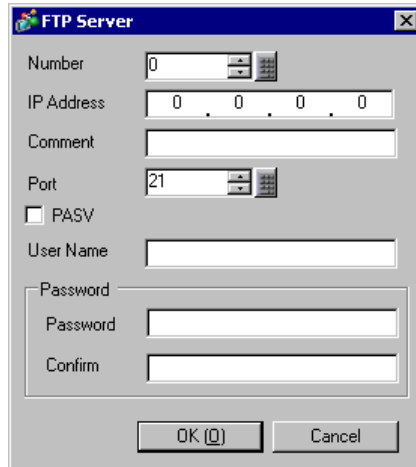 FTP Server
Number 0
IP Address 0 . 0 . 0 . 0
Comment
Port 21
PASV
User Name
Password
Password
Confirm
OK (O) Cancel